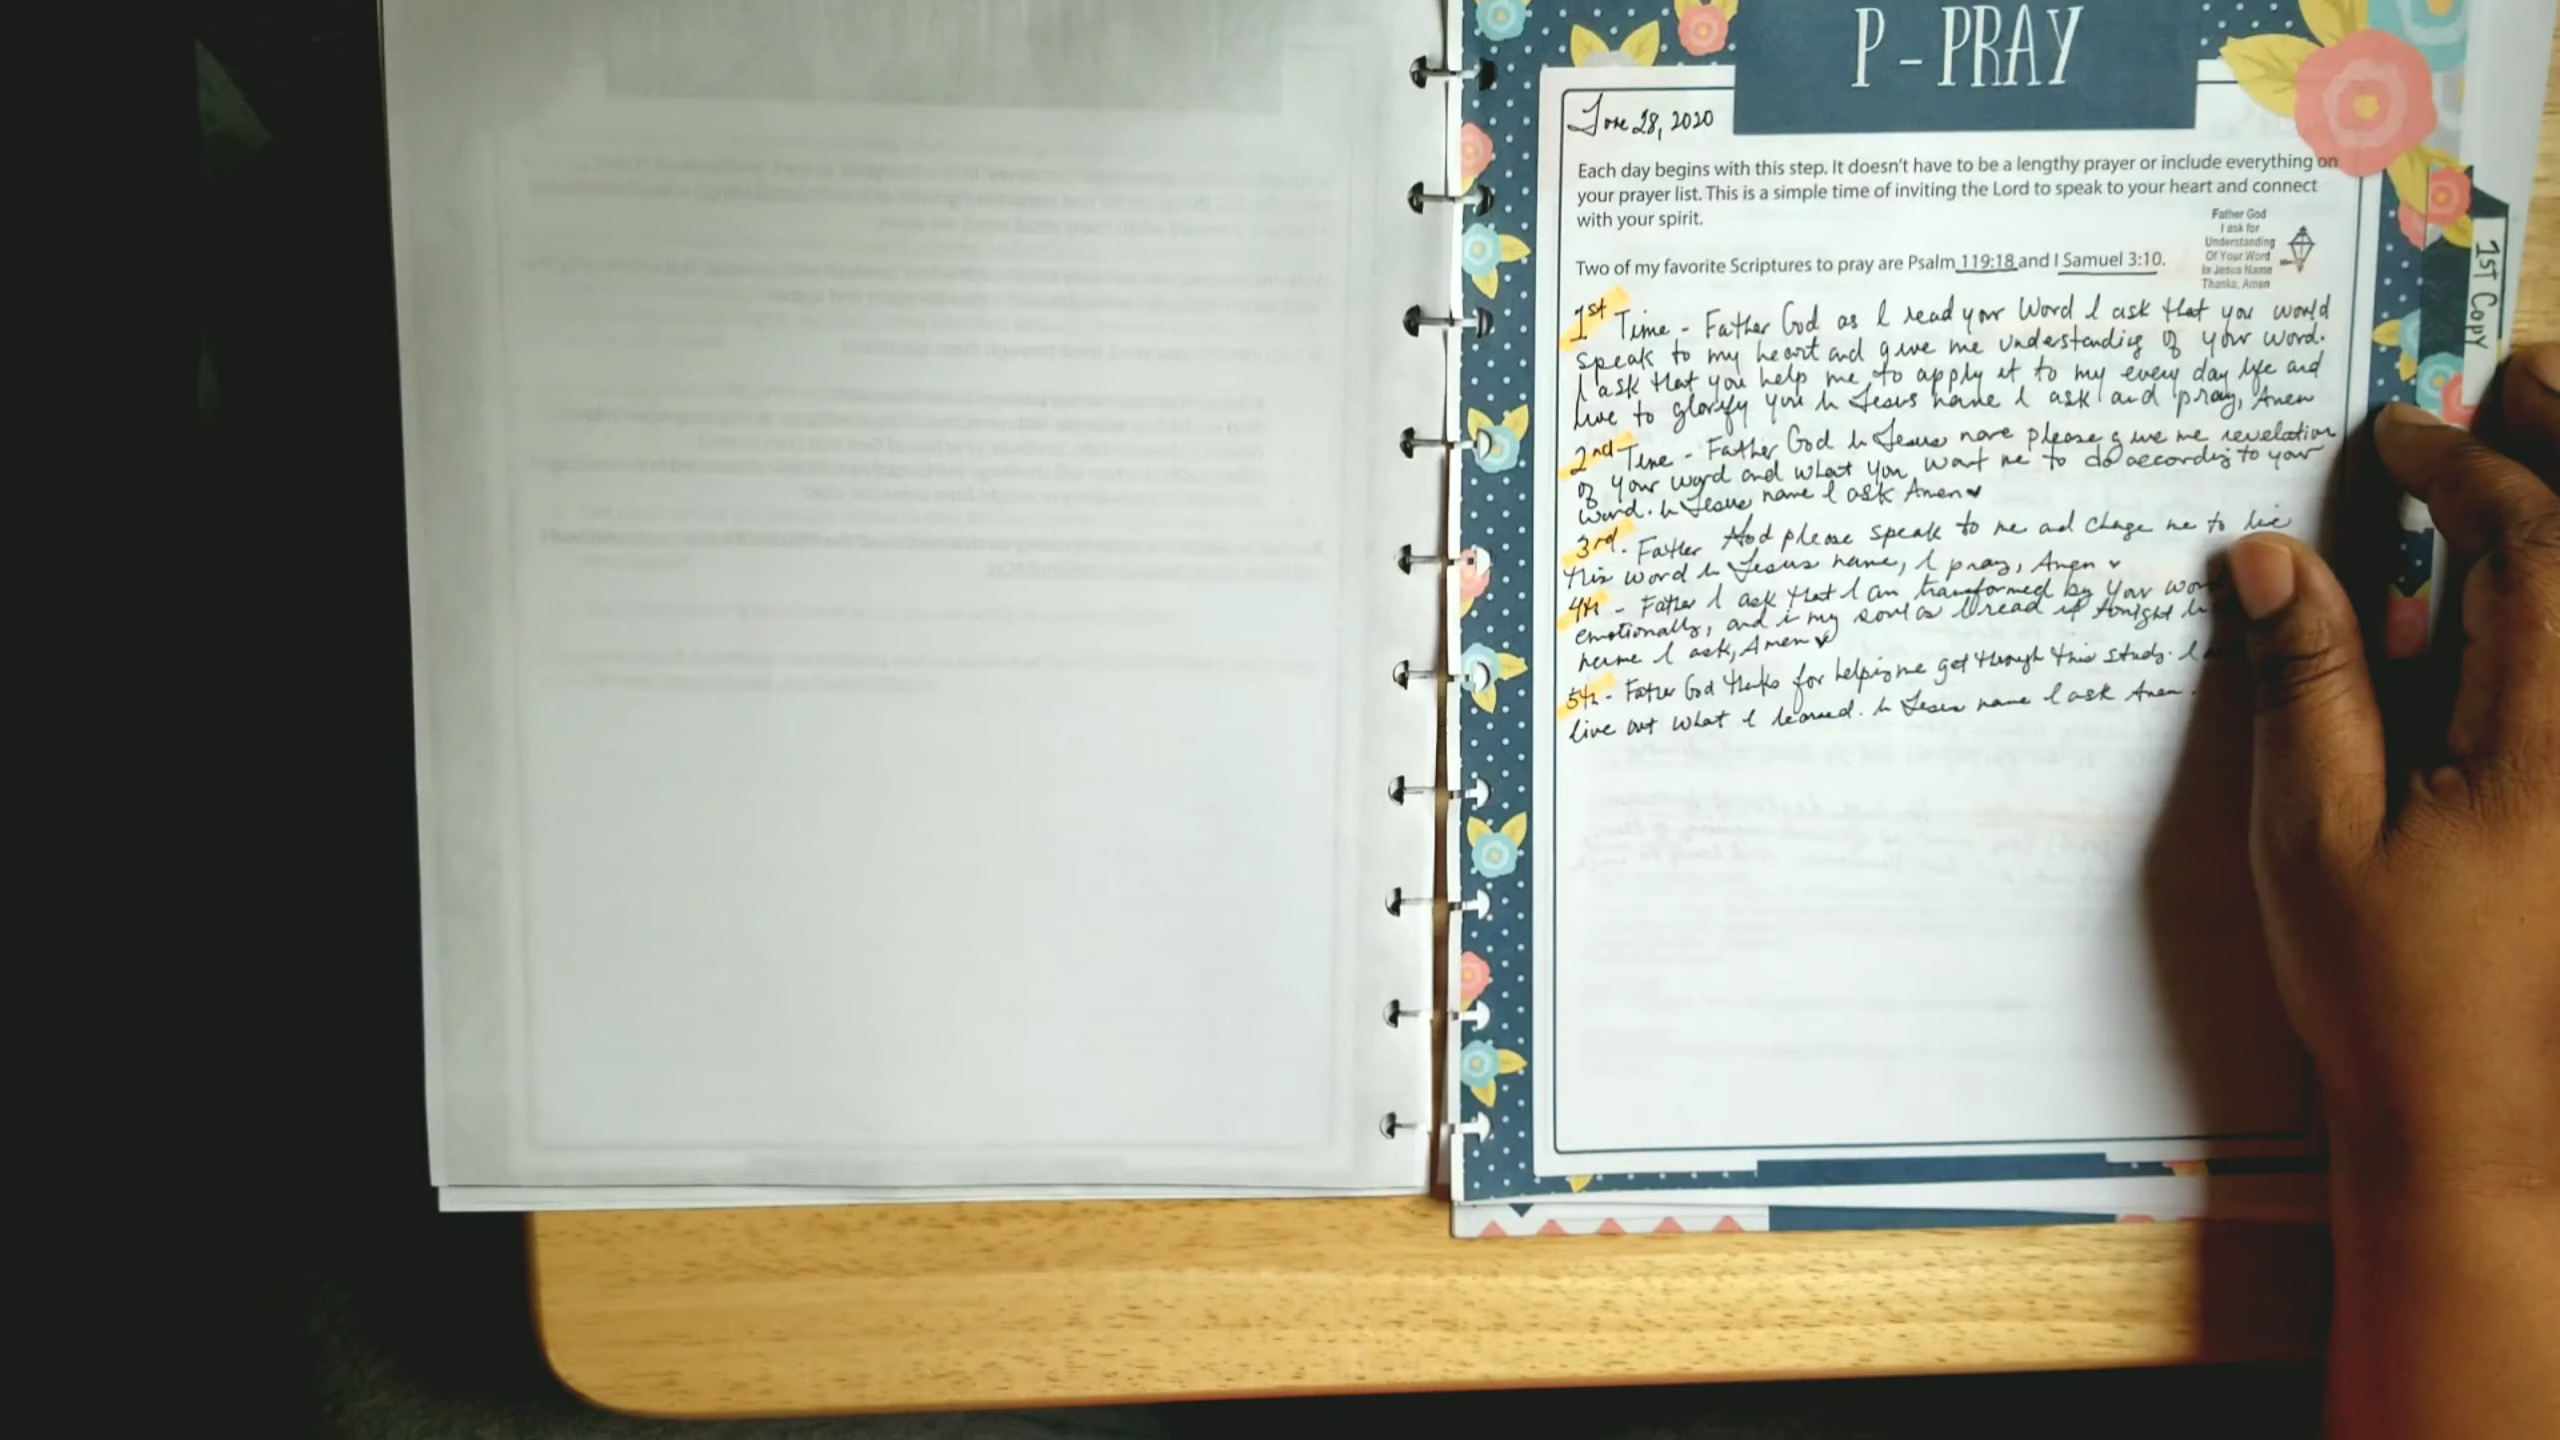 P - PRAY
June 28, 2020
Each day begins with this step. It doesn't have to be a lengthy prayer or include everything on
your prayer list. This is a simple time of inviting the Lord to speak to your heart and connect
with your spirit.
Father God
I ask for
Understanding
Of Your Word
In Jesus Name
Thanks, Amen
Two of my favorite Scriptures to pray are Psalm 119:18 and I Samuel 3:10.
1ST Copy
1st Time - Father God as I read your Word I ask that you would
speak to my heart and give me understanding of your word.
I ask that you help me to apply it to my every day life and
live to glorify you In Jesus name I ask and pray, Amen
2nd Time - Father God In Jesus name please give me revelation
of your word and what you want me to do according to your
word. In Jesus name I ask Amen
3rd. Father God please speak to me and change me to live
this word In Jesus name, I pray, Amen
4th - Father I ask that I am transformed by Your
emotionally, and in my soul as I read it tonight In
name I ask, Amen
5th - Father God thanks for helping me get through this study. I
live out what I learned. In Jesus name I ask Amen.